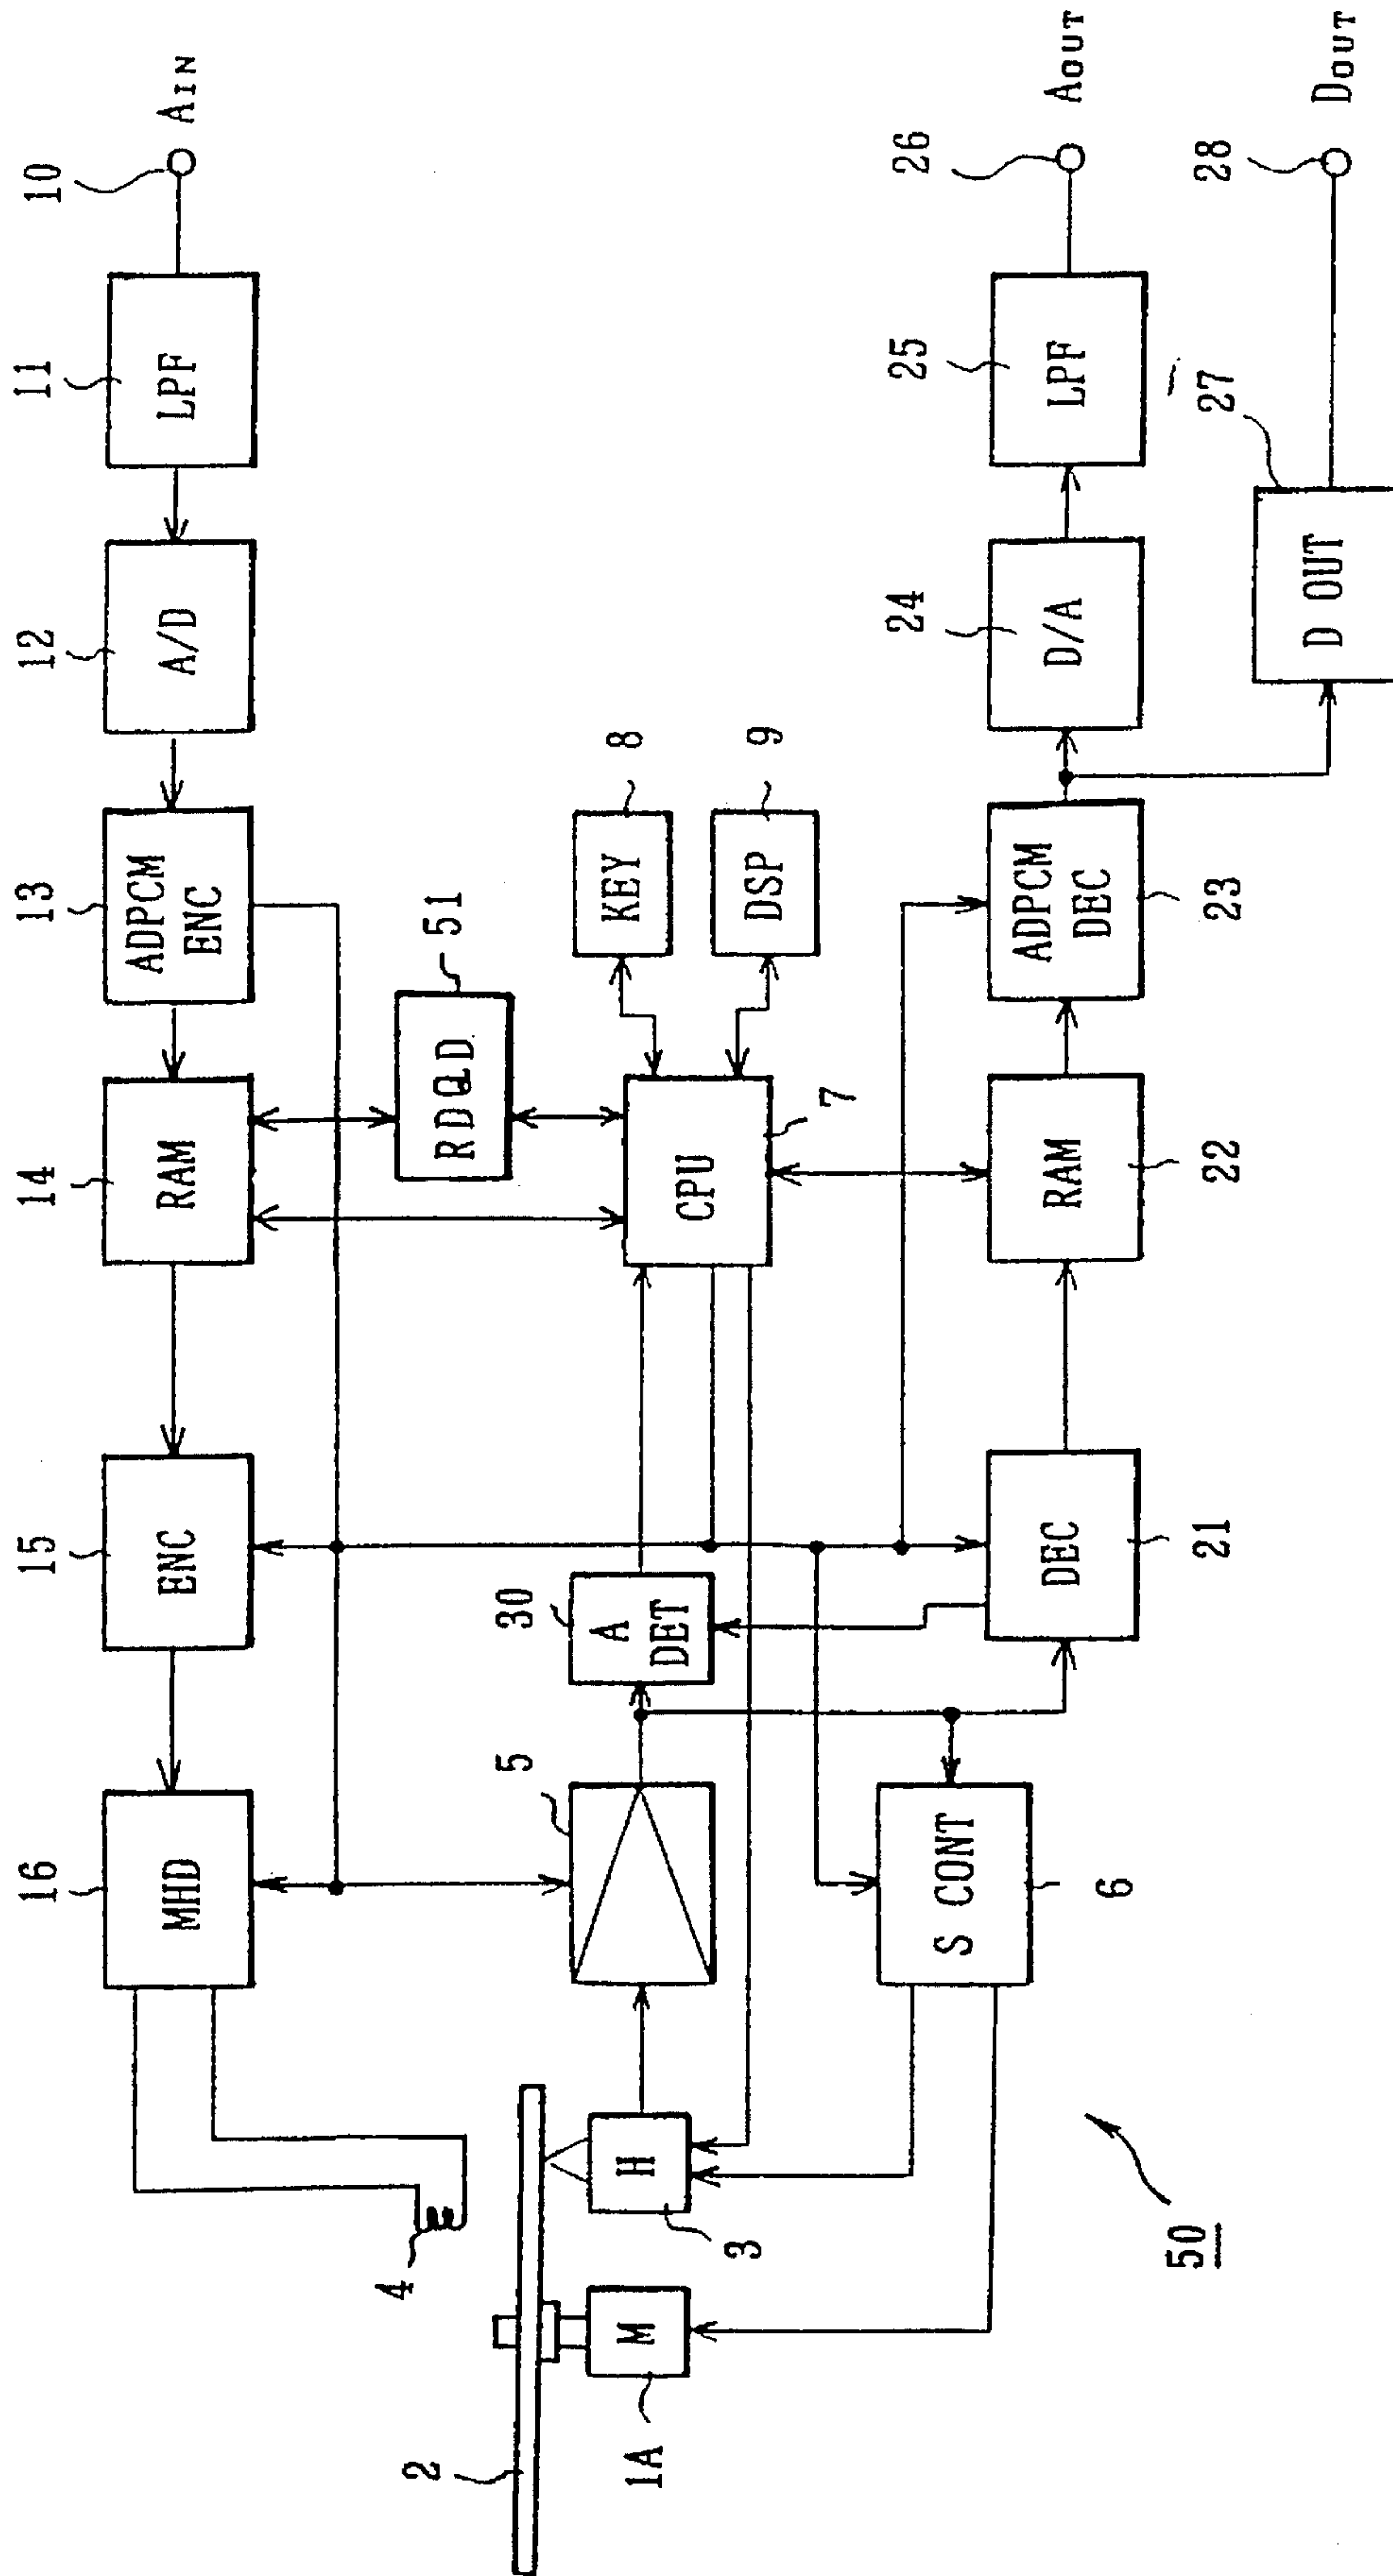 10
AIN
11
LPF
12
A/D
13
ADPCM
ENC
14
RAM
15
ENC
16
MHD
4
51
RDQD
8
KEY
9
DSP
7
CPU
30
A
DET
5
2
H
3
M
1A
S CONT
6
50
21
DEC
22
RAM
23
ADPCM
DEC
24
D/A
25
LPF
26
AOUT
27
D OUT
28
DOUT